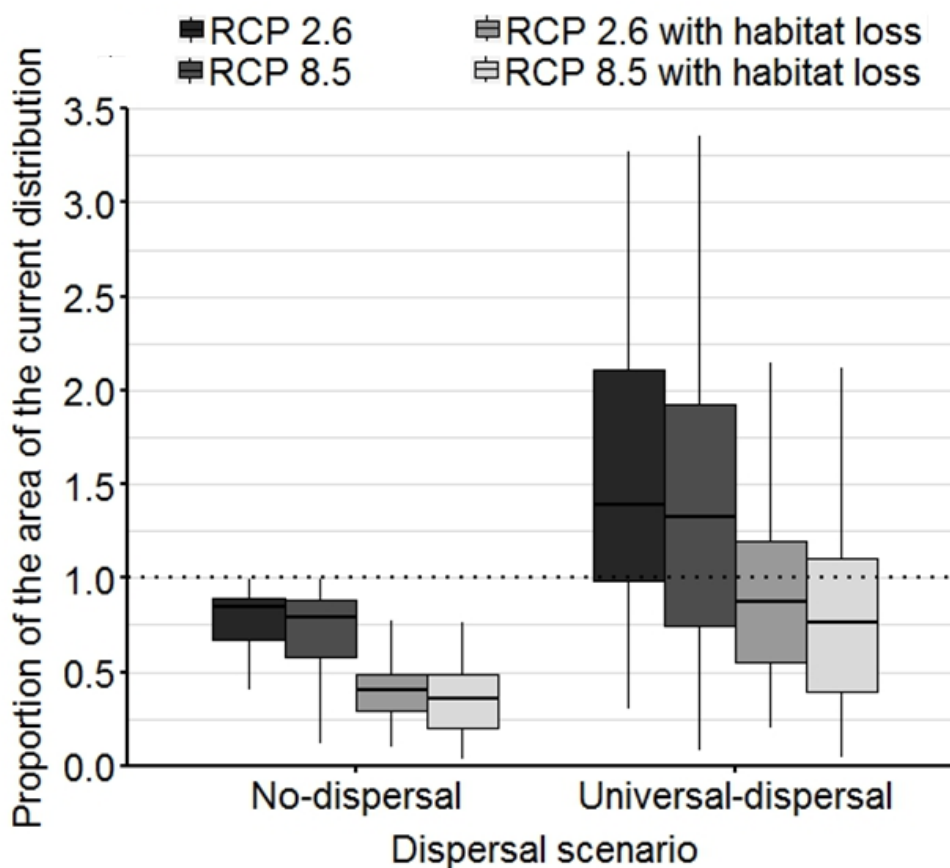 RCP 2.6
RCP 2.6 with habitat loss
RCP 8.5
RCP 8.5 with habitat loss
Proportion of the area of the current distribution
3.5
3.0
2.5
2.0
1.5
1.0
0.5
0.0
No-dispersal
Universal-dispersal
Dispersal scenario